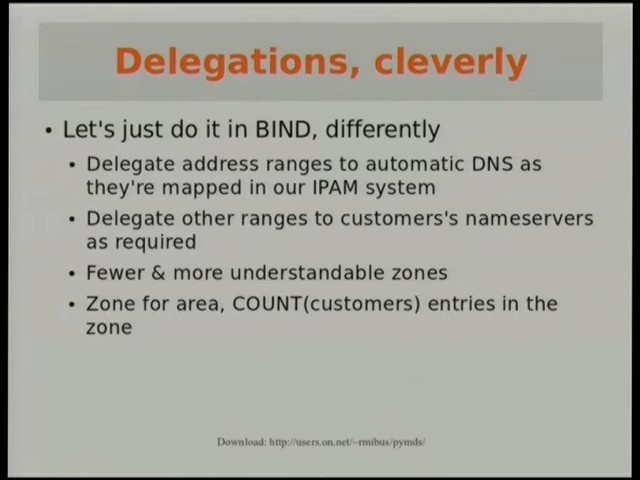 Delegations, cleverly
• Let's just do it in BIND, differently
• Delegate address ranges to automatic DNS as
they're mapped in our IPAM system
• Delegate other ranges to customers's nameservers
as required
• Fewer & more understandable zones
• Zone for area, COUNT(customers) entries in the
zone
Download: http://users.on.net/~rmibus/pymds/